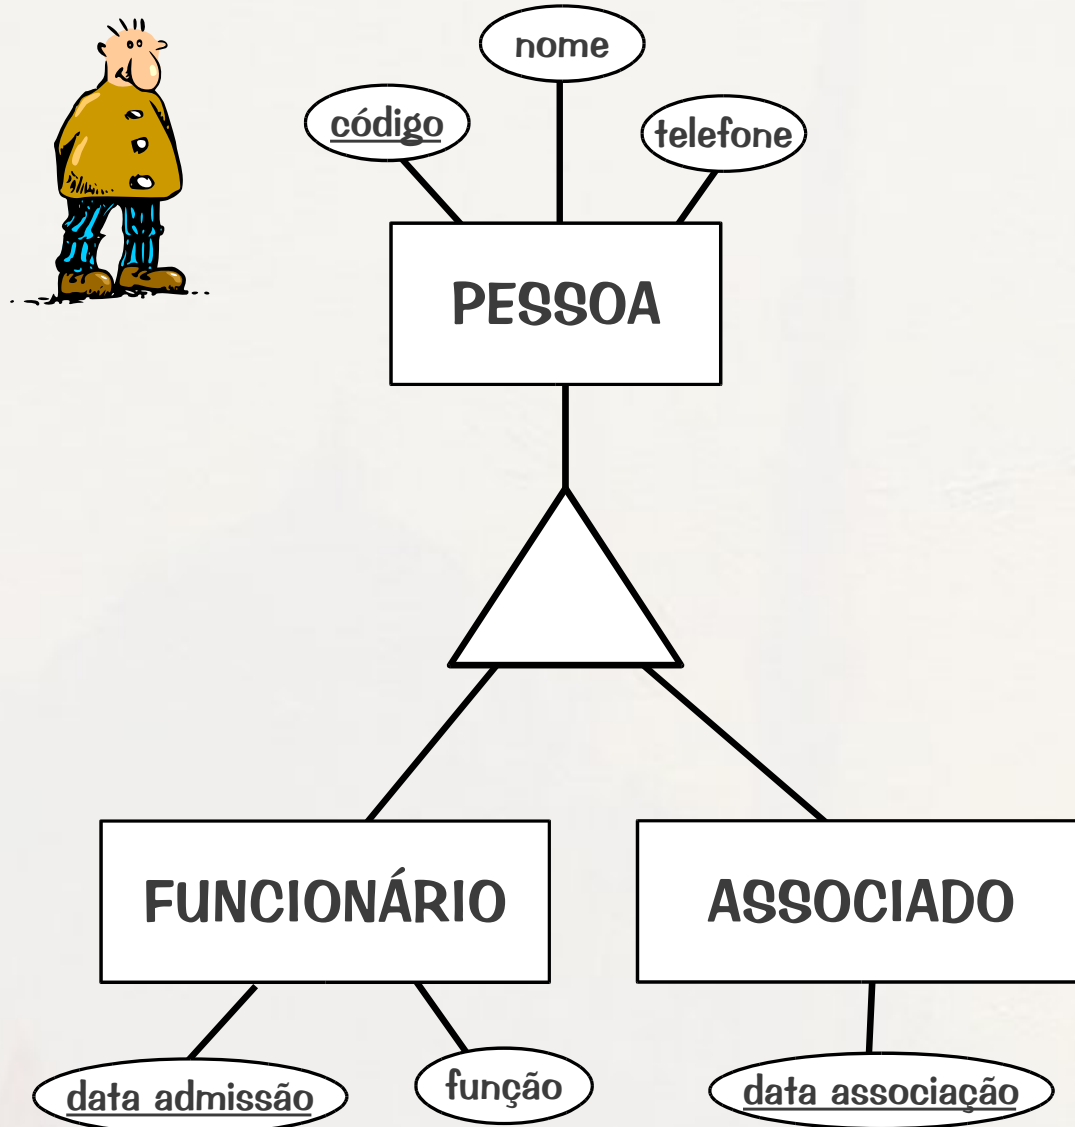 nome
código
telefone
PESSOA
FUNCIONÁRIO
ASSOCIADO
data admissão
função
data associação